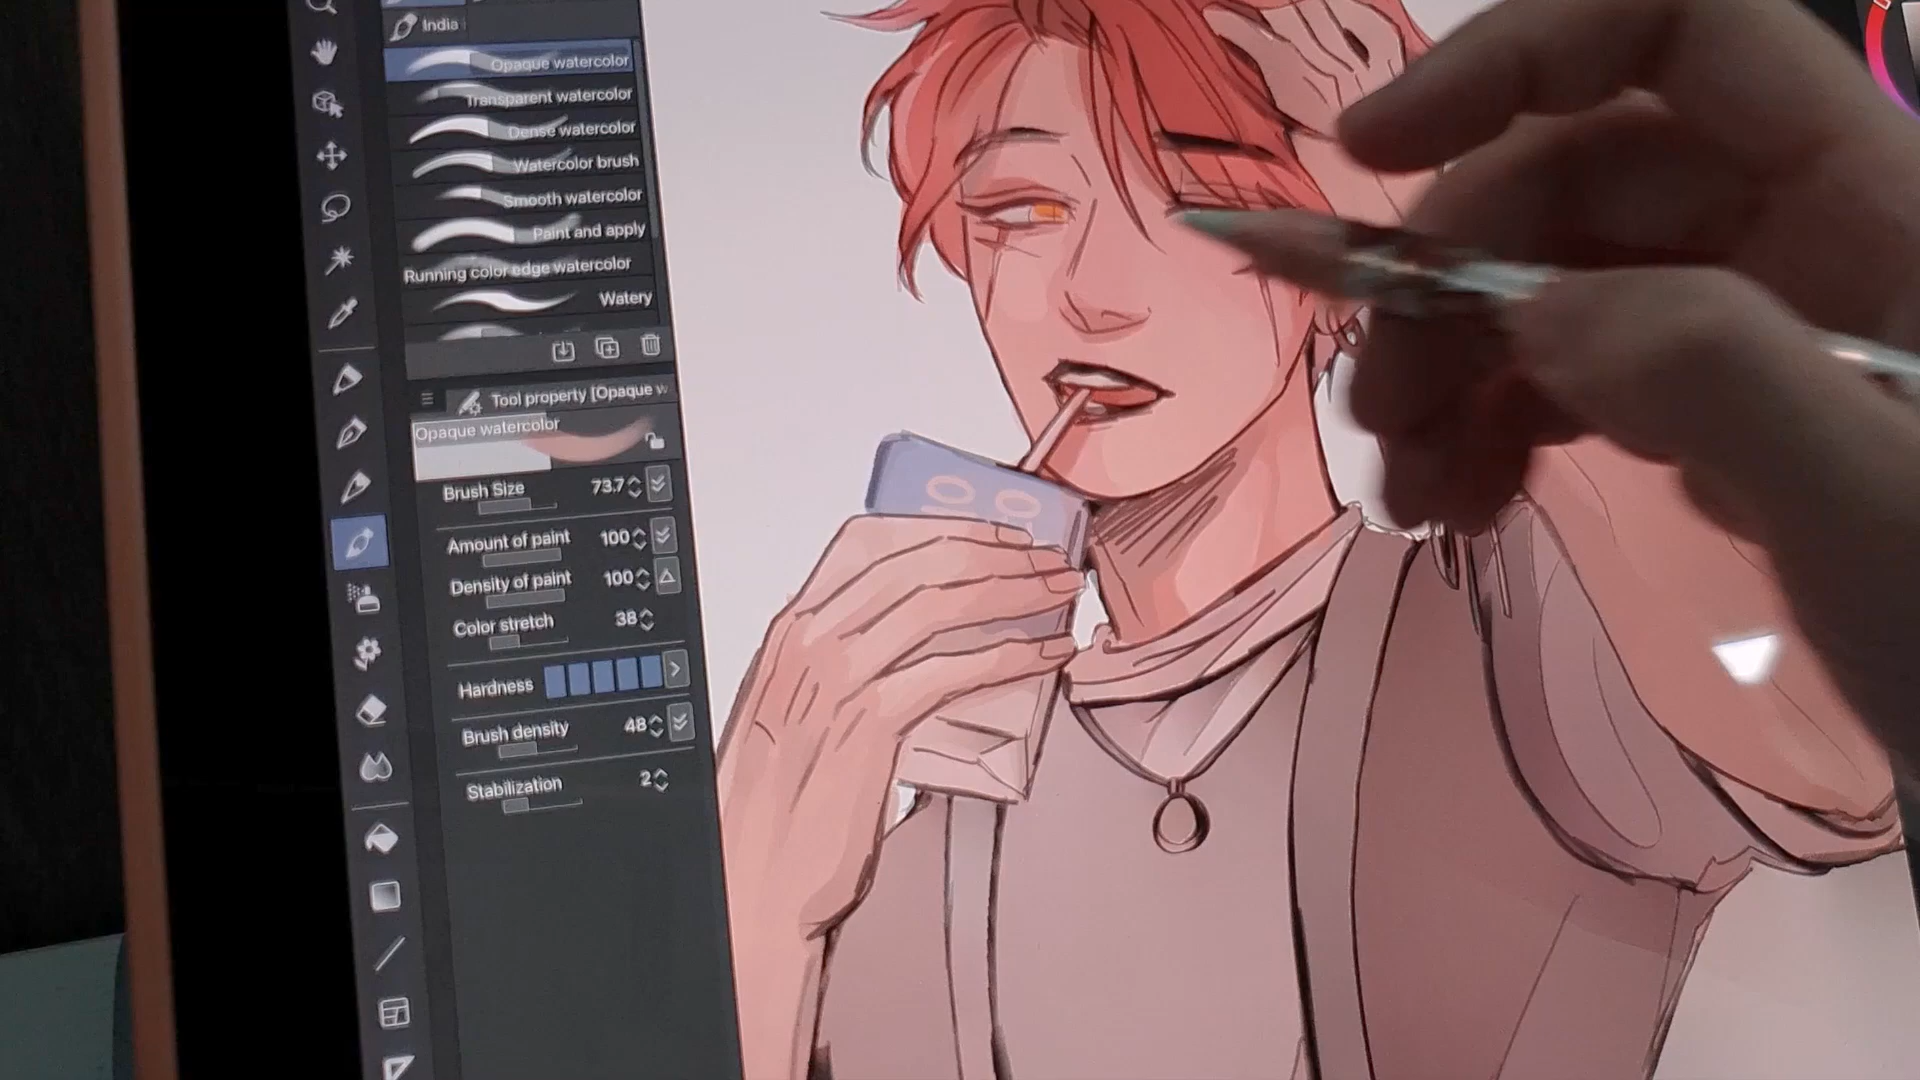 India
Opaque watercolor
Transparent watercolor
Dense watercolor
Watercolor brush
Smooth watercolor
Paint and apply
Running color edge watercolor
Watery
Tool property [Opaque w
Opaque watercolor
Brush Size 73.7
Amount of paint 100
Density of paint 100
Color stretch 38
Hardness
Brush density 48
Stabilization 2